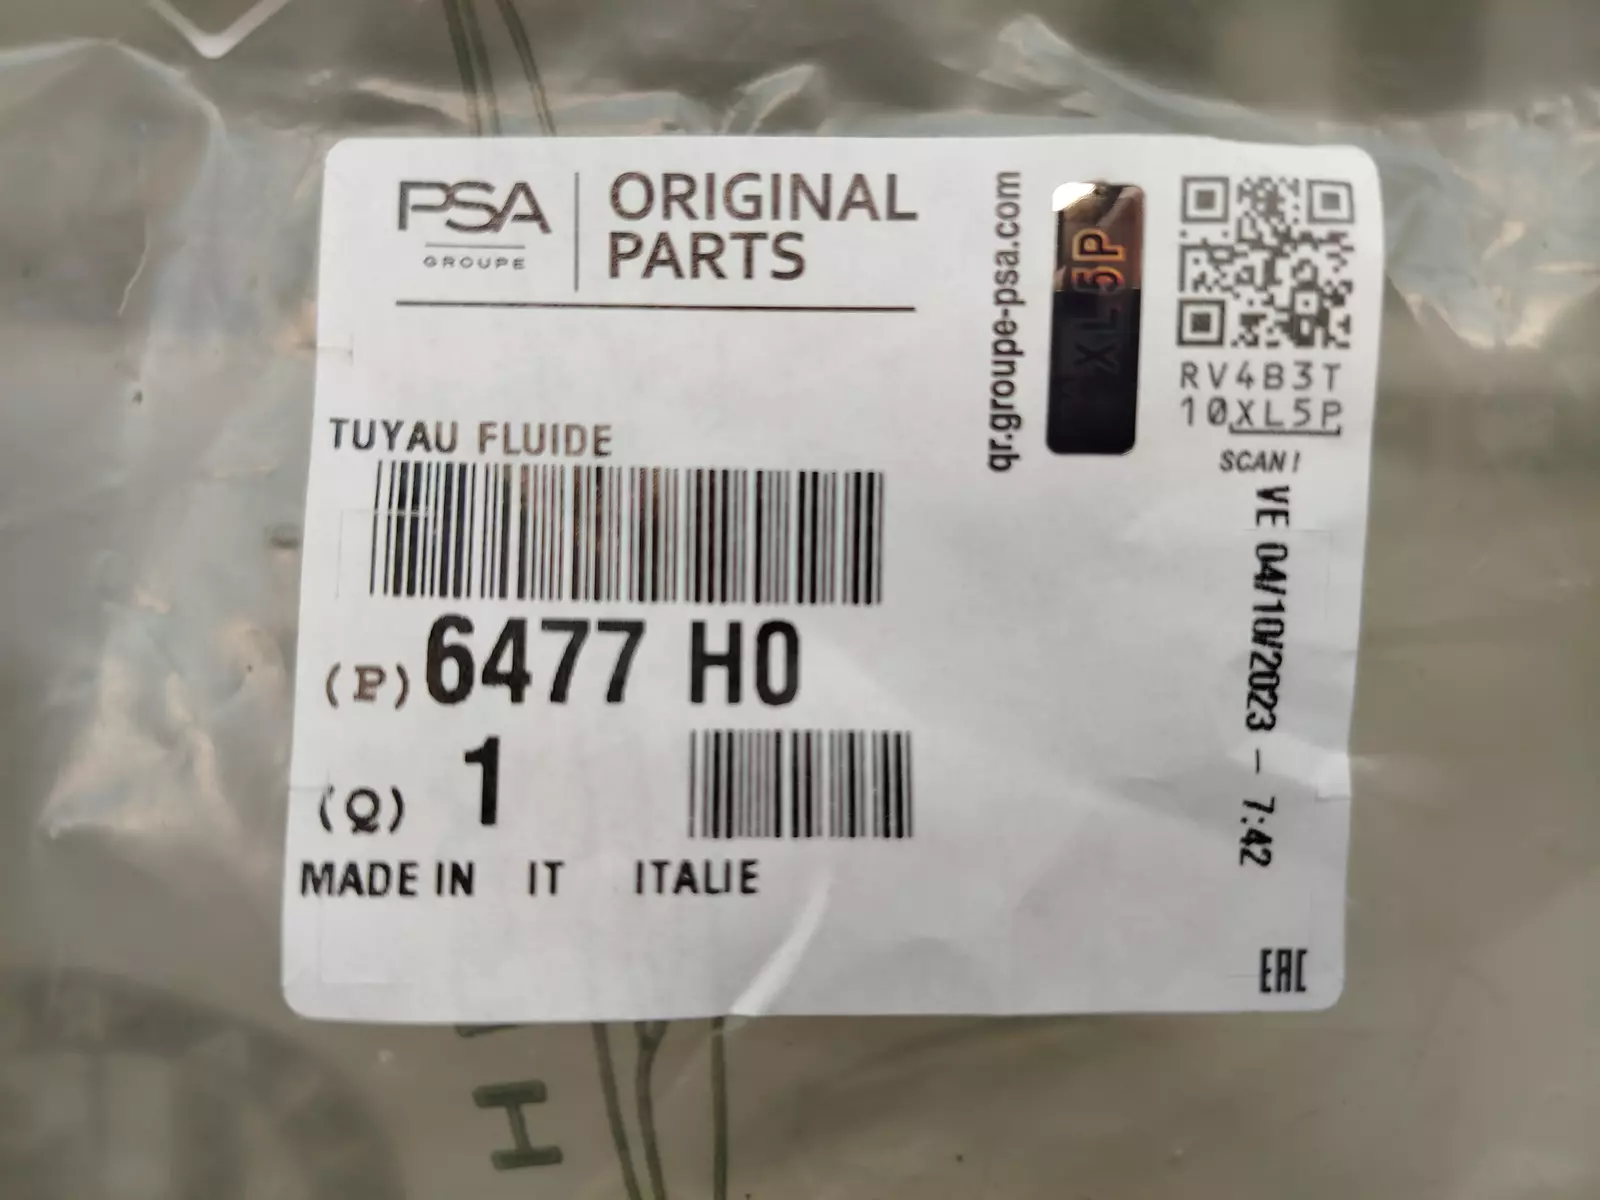 PSA
GROUPE
ORIGINAL
PARTS
qr.groupe-psa.com
XL5P
RV4B3T
10XL5P
SCAN!
TUYAU FLUIDE
(P) 6477 H0
(Q) 1
MADE IN IT ITALIE
VE 04/10/2023 - 7:42
EAC
H